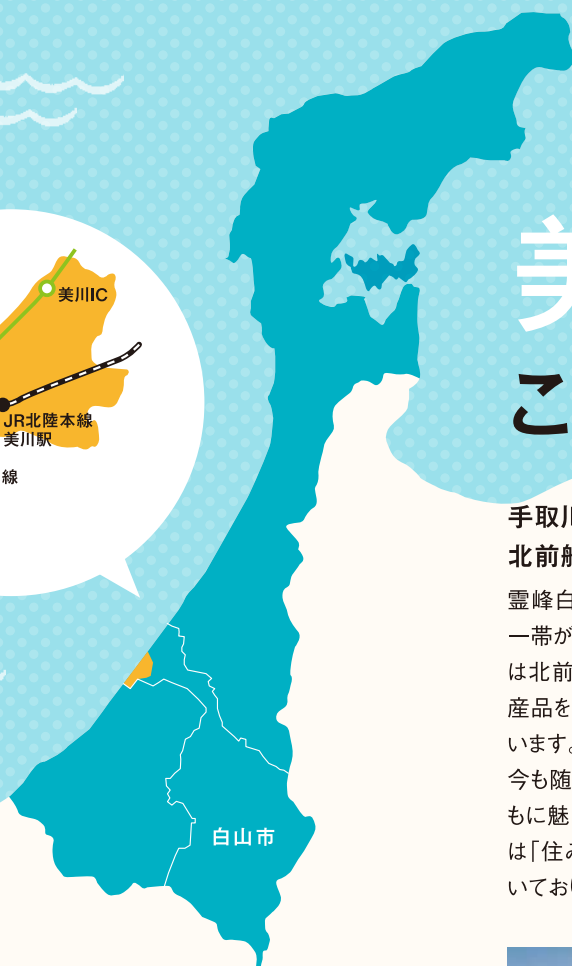 美川IC
JR北陸本線
美川駅
線
白山市
美
こ
手取川
北前船
霊峰白
一帯が
は北前
産品を
います。
今も随
もに魅
は「住み
いており